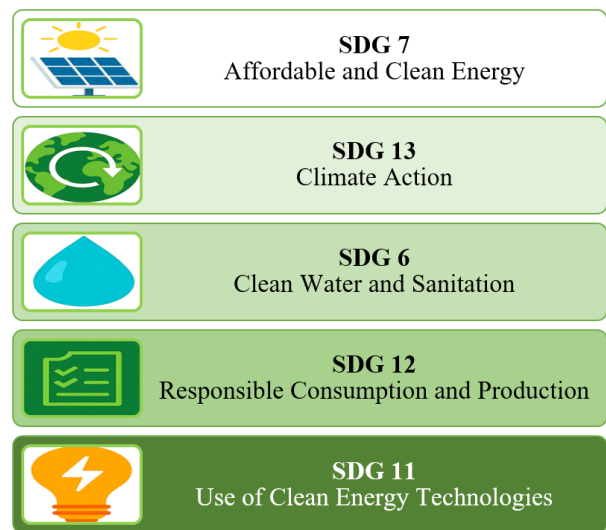 SDG 7
Affordable and Clean Energy
SDG 13
Climate Action
SDG 6
Clean Water and Sanitation
SDG 12
Responsible Consumption and Production
SDG 11
Use of Clean Energy Technologies